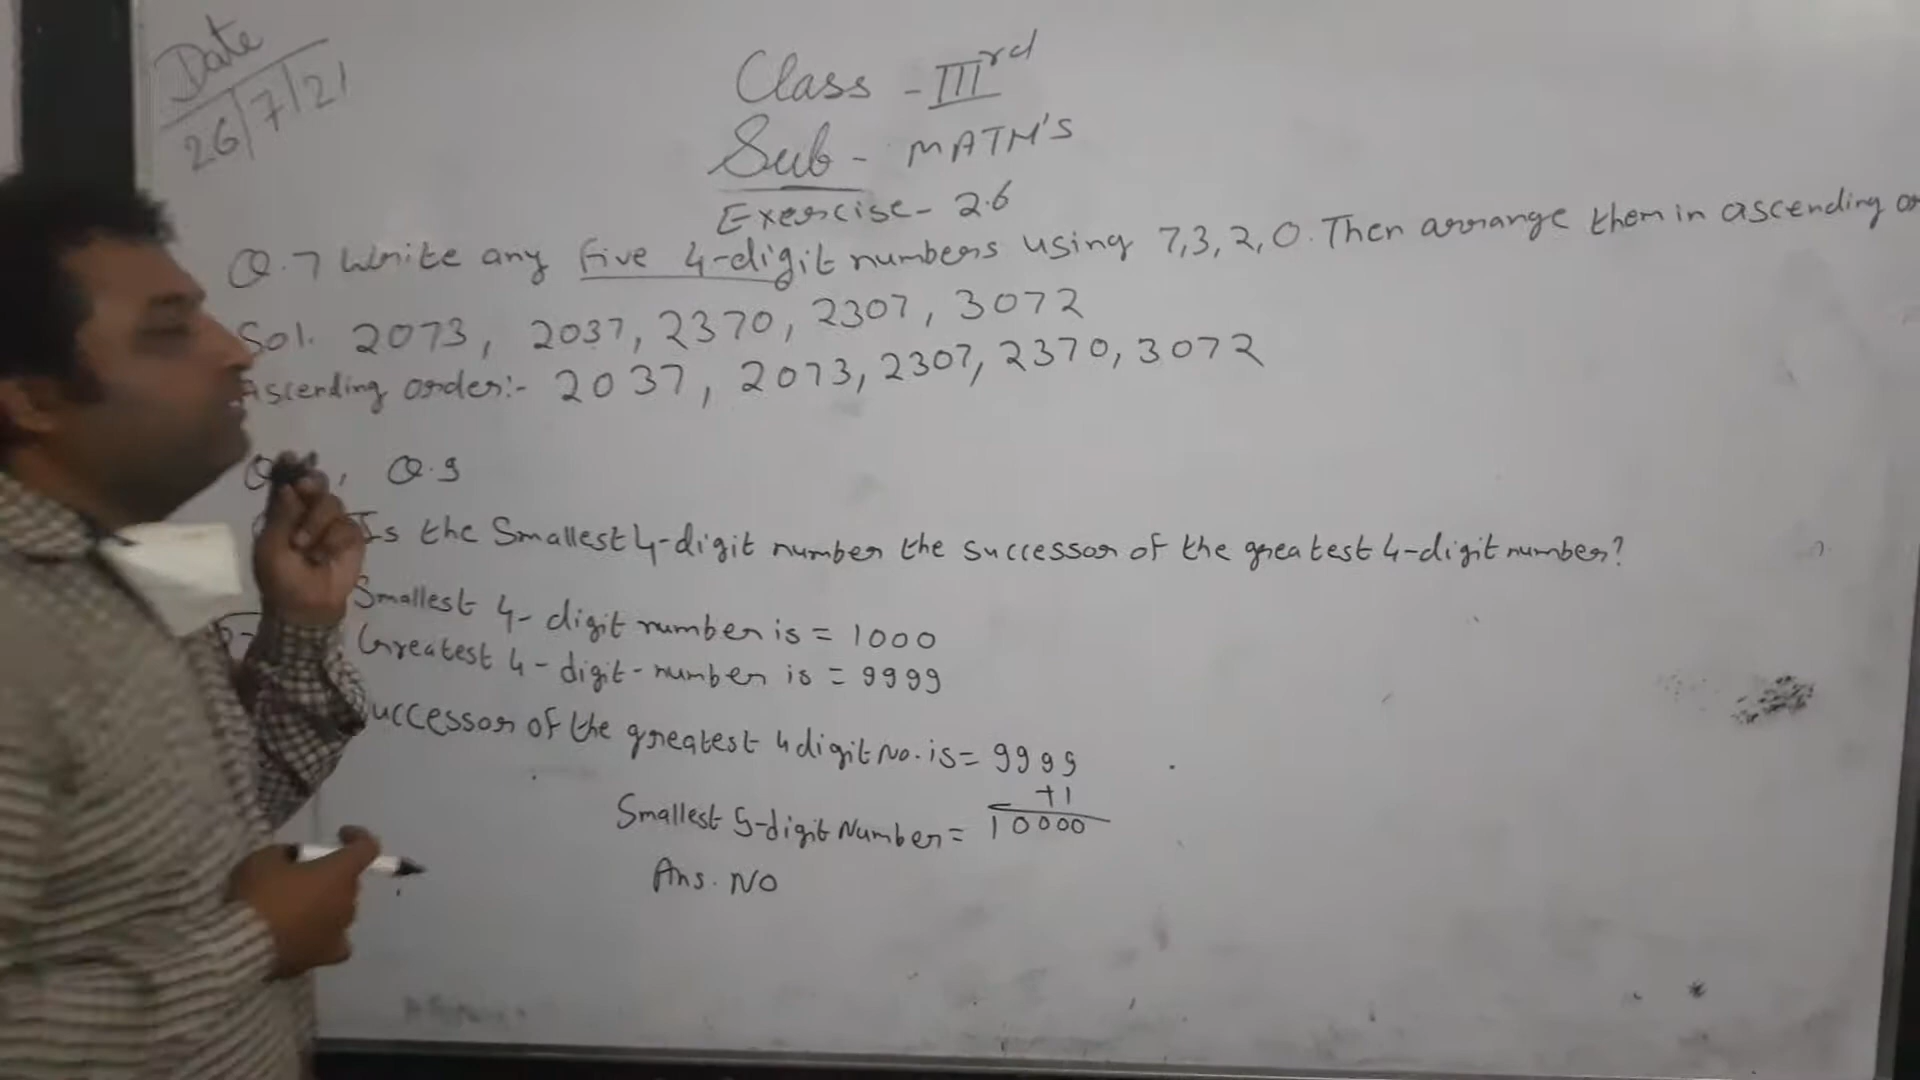 Date
26/7/21
Class - IIIrd
Sub - MATH'S
Exercise - 2.6
Q.7 Write any five 4-digit numbers using 7,3,2,0. Then arrange them in ascending
Sol. 2073, 2037, 2370, 2307, 3072
Ascending order:- 2037, 2073, 2307, 2370, 3072
Q.9
Is the Smallest 4-digit number the successor of the greatest 4-digit number?
Smallest 4-digit number is = 1000
Greatest 4-digit-number is = 9999
uccessor of the greatest 4 digit No. is = 9999
+1
Smallest 5-digit Number = 10000
Ans. NO